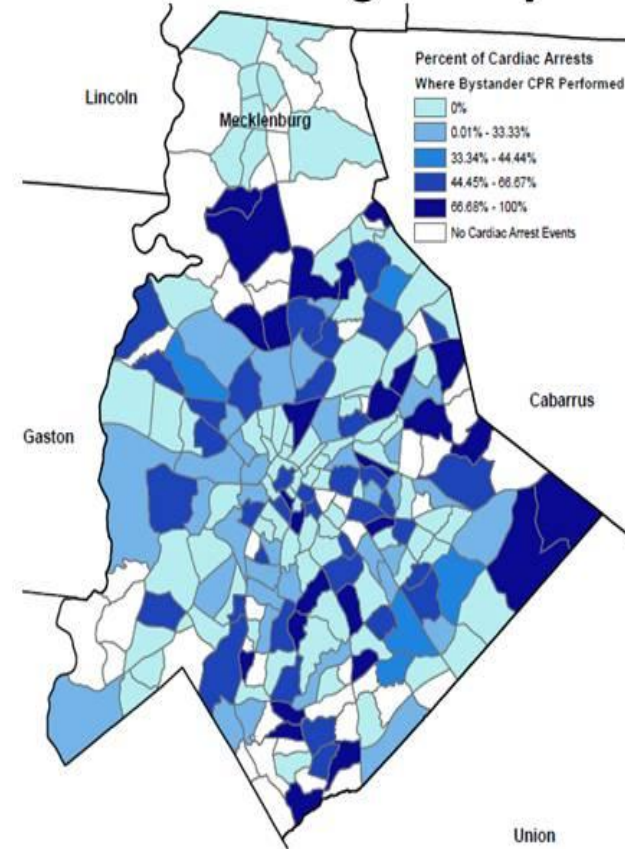 Percent of Cardiac Arrests
Where Bystander CPR Performed
0%
0.01% - 33.33%
33.34% - 44.44%
44.45% - 66.67%
66.68% - 100%
No Cardiac Arrest Events
Lincoln
Mecklenburg
Cabarrus
Gaston
Union